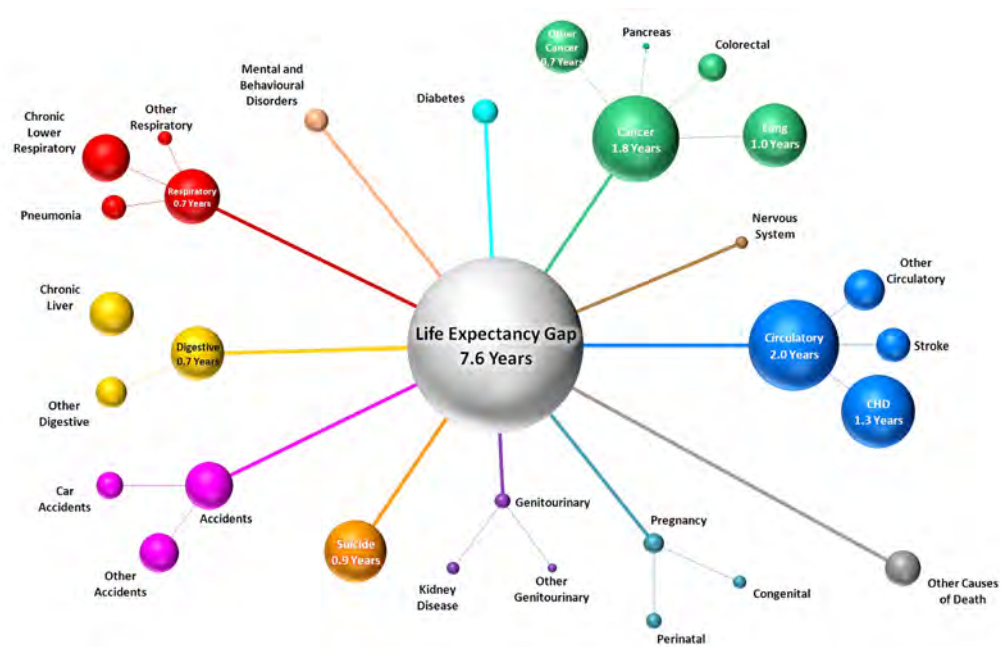 Life Expectancy Gap
7.6 Years
Mental and
Behavioural
Disorders
Diabetes
Other
Cancer
0.7 Years
Pancreas
Colorectal
Cancer
1.8 Years
Lung
1.0 Years
Nervous
System
Other
Circulatory
Circulatory
2.0 Years
Stroke
CHD
1.3 Years
Other Causes
of Death
Pregnancy
Congenital
Perinatal
Genitourinary
Kidney
Disease
Other
Genitourinary
Suicide
0.9 Years
Accidents
Car
Accidents
Other
Accidents
Digestive
0.7 Years
Chronic
Liver
Other
Digestive
Respiratory
0.7 Years
Chronic
Lower
Respiratory
Other
Respiratory
Pneumonia